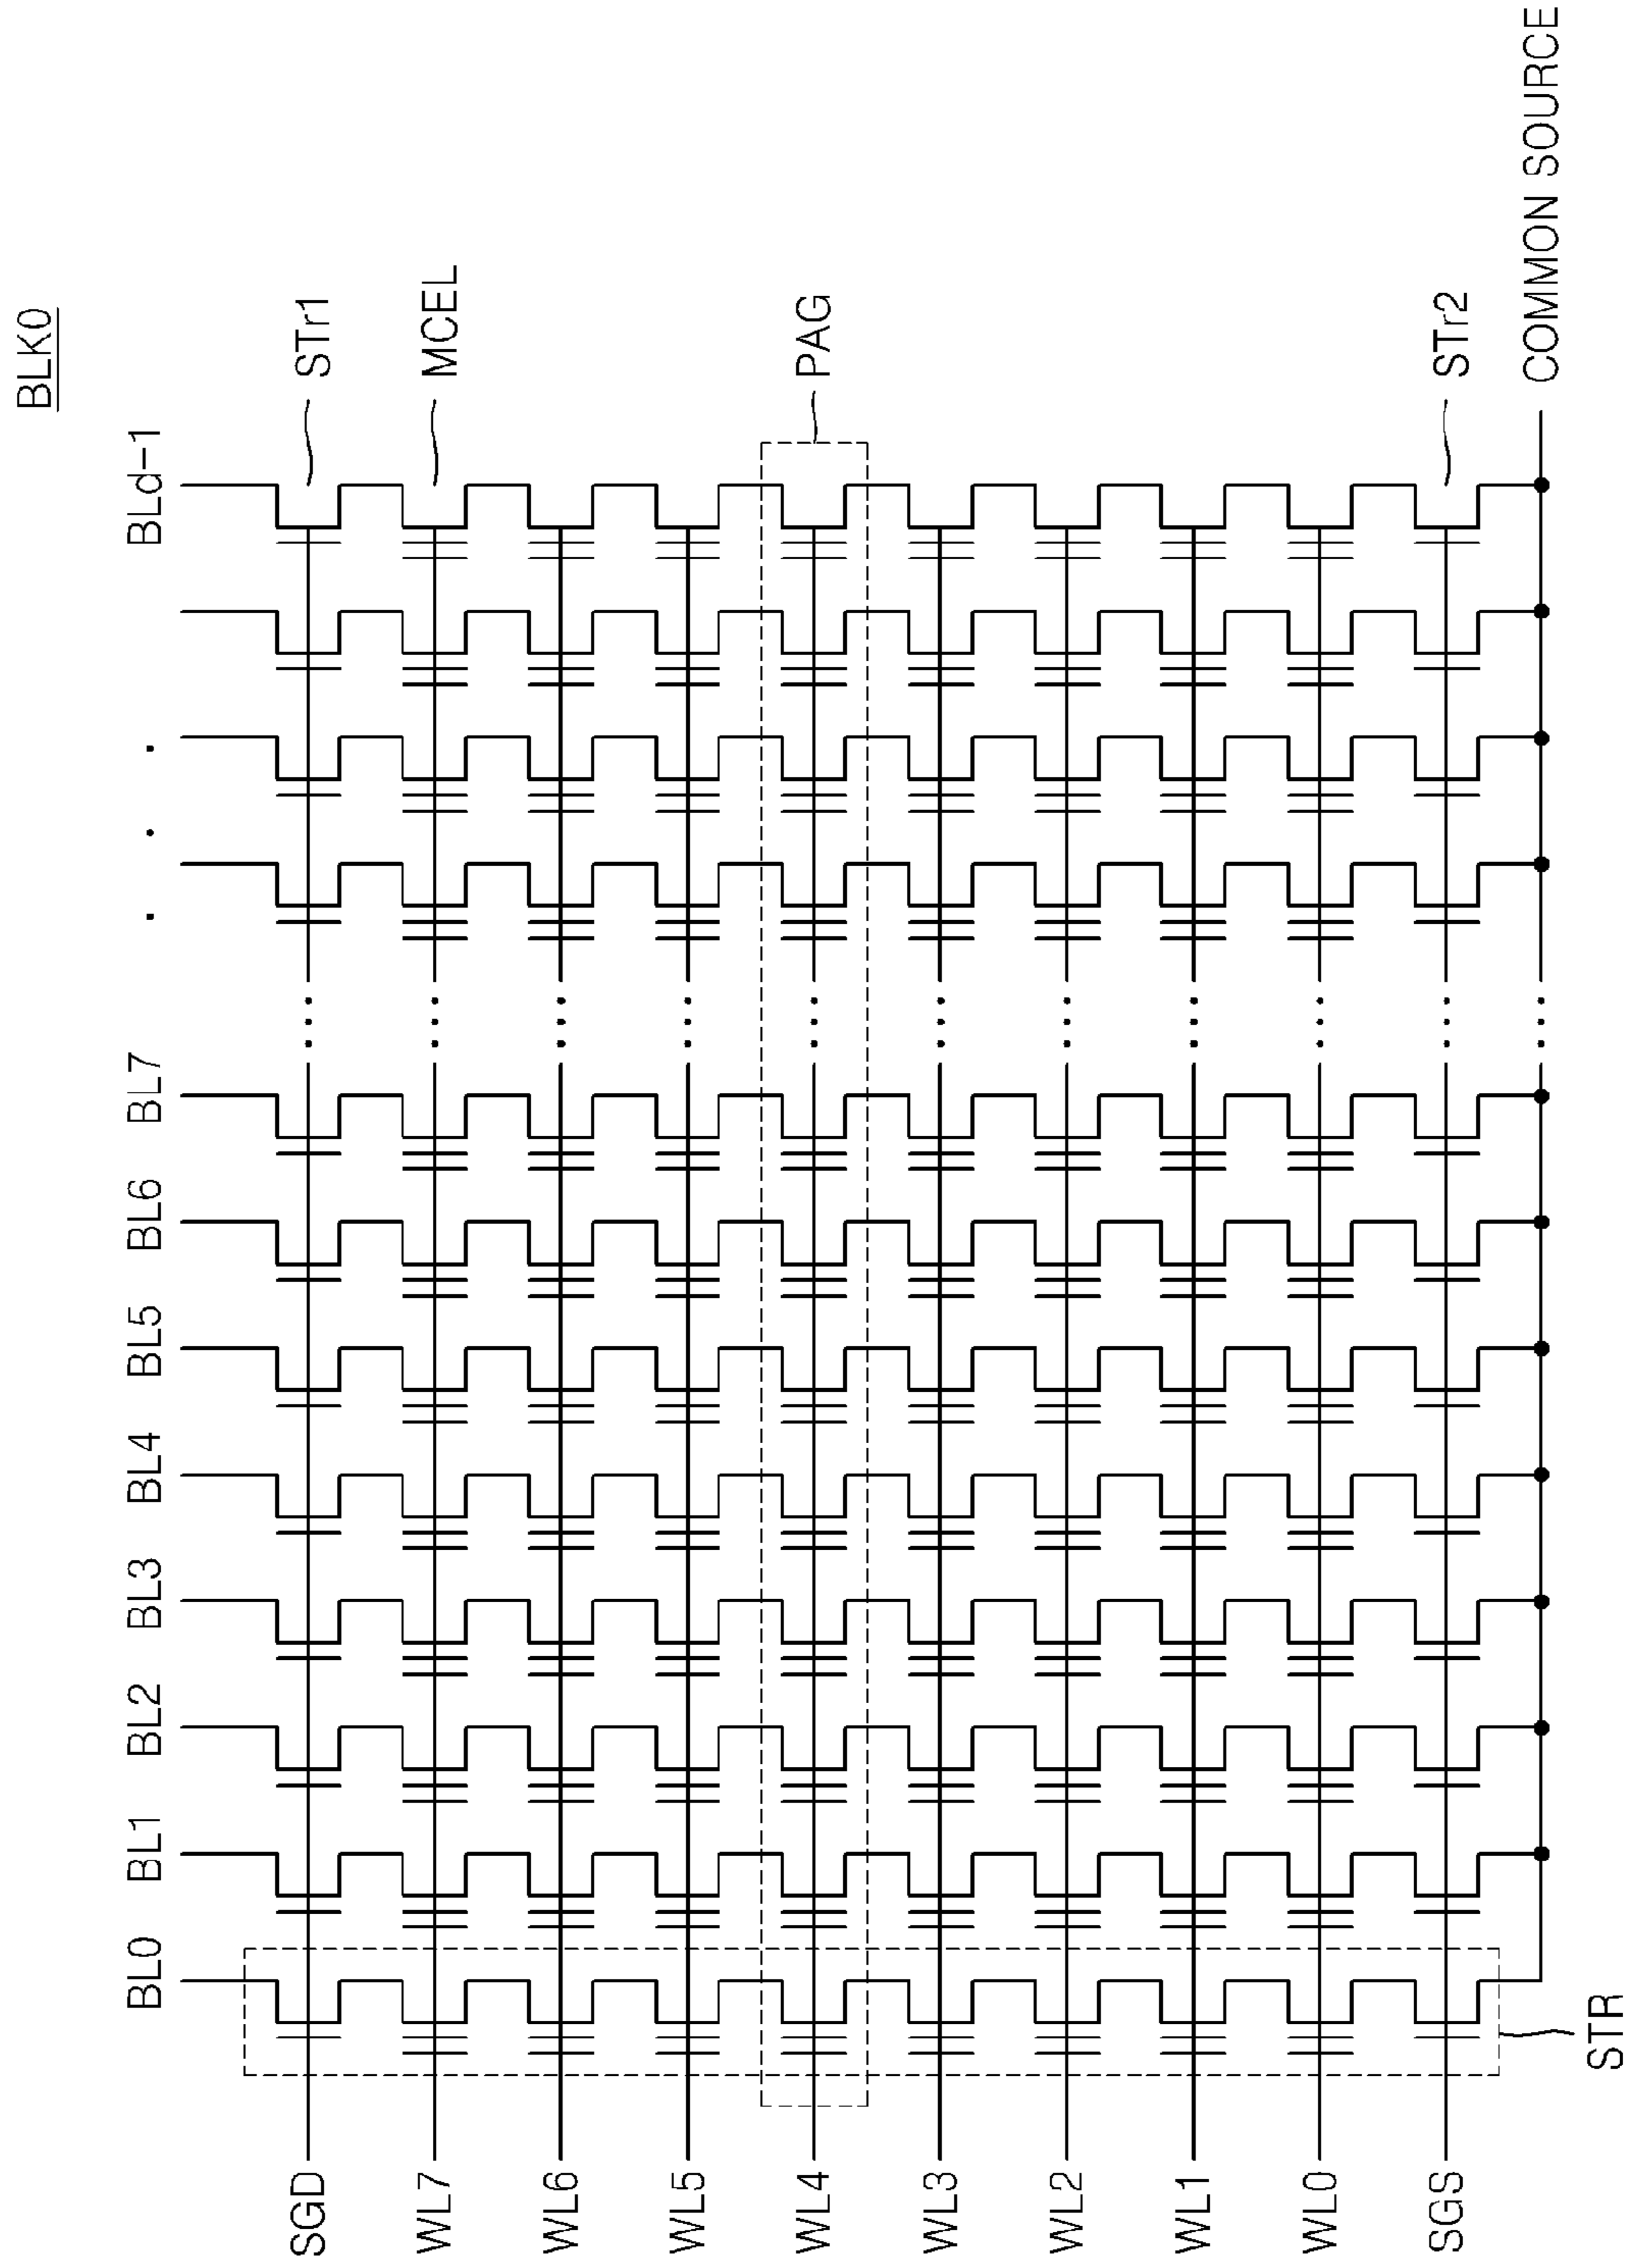 BLK0
BL0 BL1 BL2 BL3 BL4 BL5 BL6 BL7 . . . BLd-1
SGD ... STr1
WL7 ... MCEL
WL6 ...
WL5 ...
WL4 ... PAG
WL3 ...
WL2 ...
WL1 ...
WL0 ...
SGS ... STr2
... COMMON SOURCE
STR